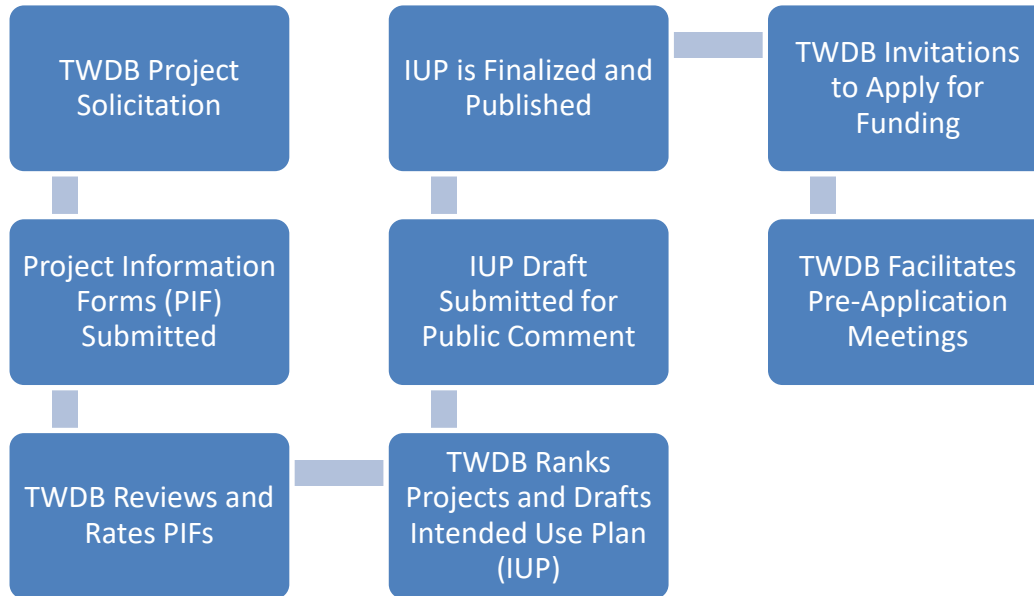 TWDB Project
Solicitation
Project Information
Forms (PIF)
Submitted
TWDB Reviews and
Rates PIFs
TWDB Ranks
Projects and Drafts
Intended Use Plan
(IUP)
IUP Draft
Submitted for
Public Comment
IUP is Finalized and
Published
TWDB Invitations
to Apply for
Funding
TWDB Facilitates
Pre-Application
Meetings